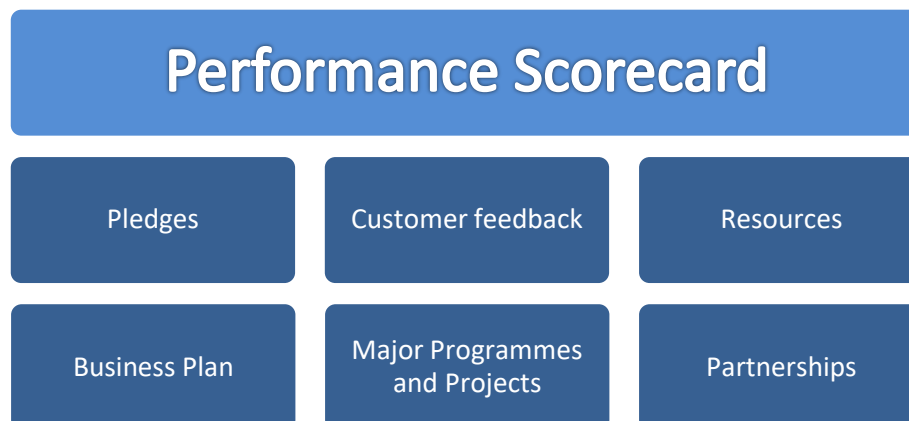 Performance Scorecard
Pledges
Customer feedback
Resources
Business Plan
Major Programmes
and Projects
Partnerships